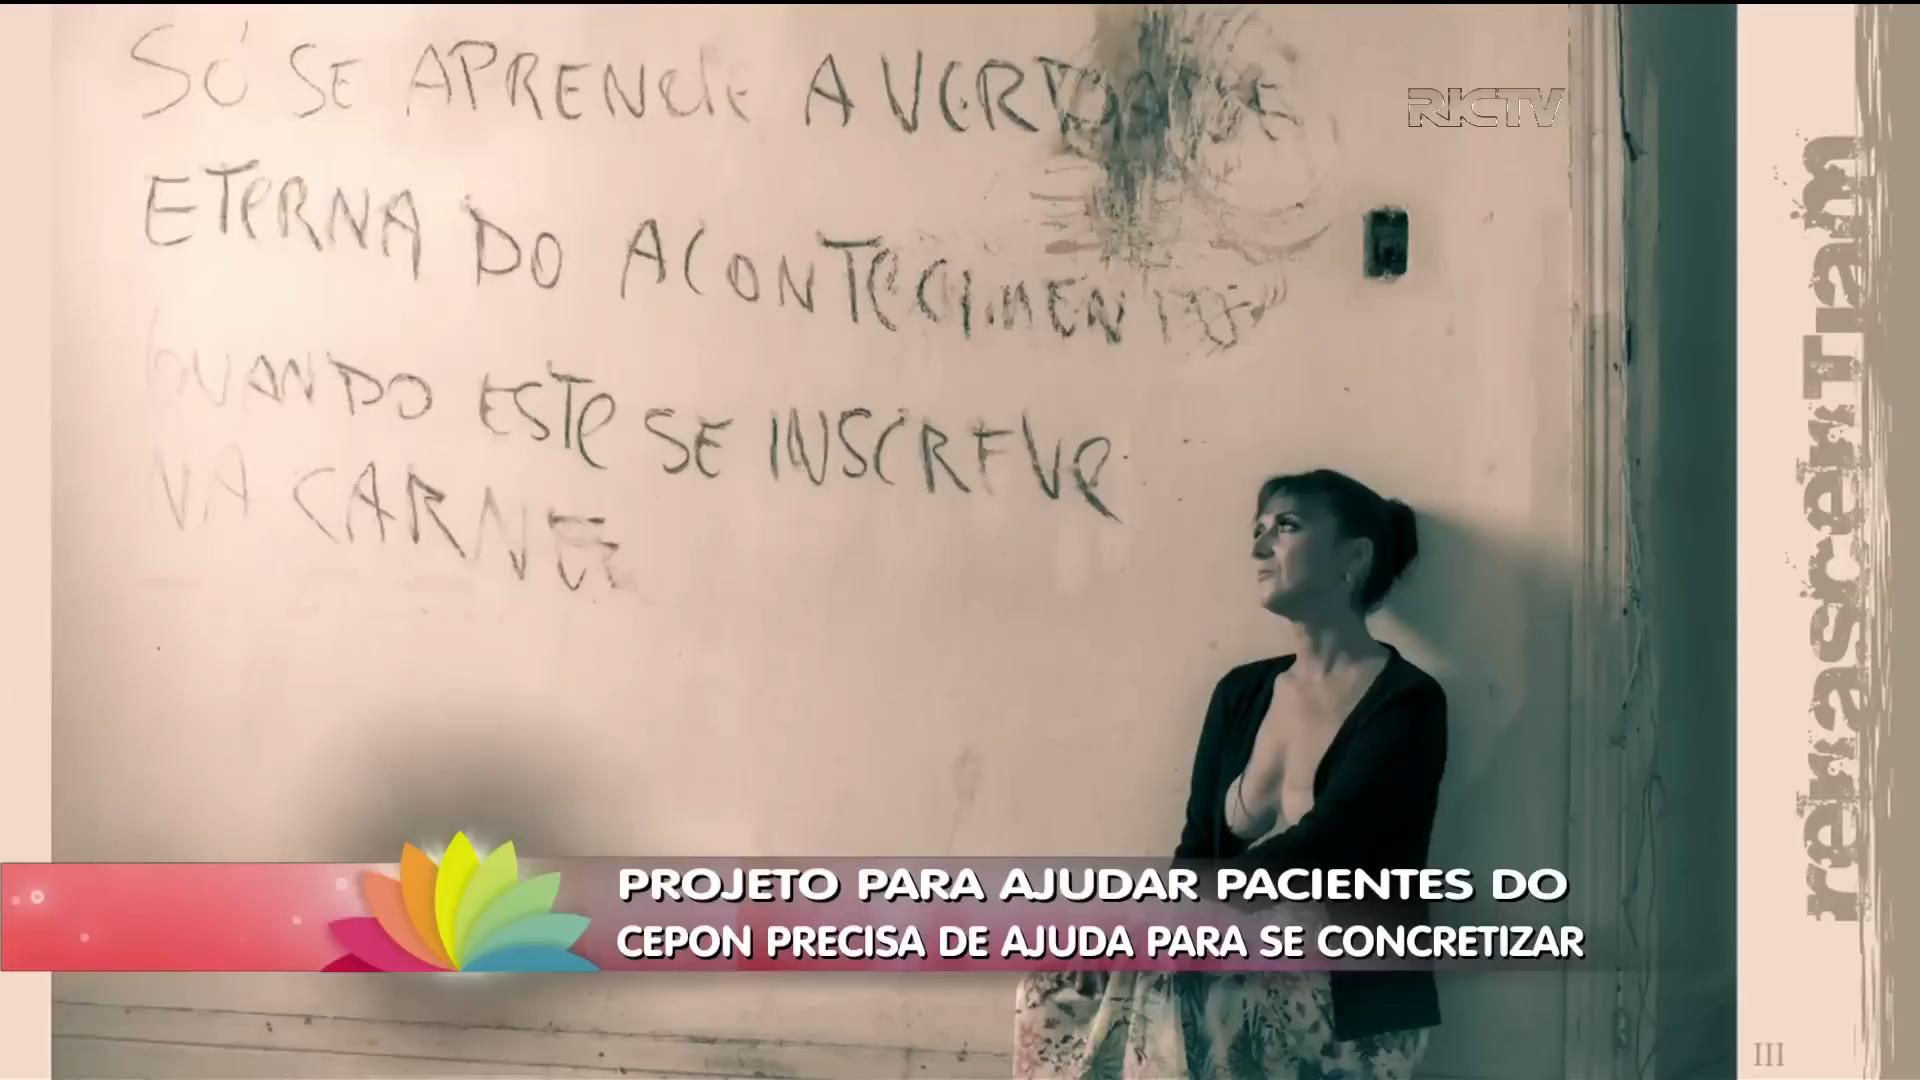 SÓ SE APRENDE A VERDADE
RICTV
ETERNA DO ACONTECIMENTO
QUANDO ESTE SE INSCREVE
NA CARNE
renascenTIam
PROJETO PARA AJUDAR PACIENTES DO
CEPON PRECISA DE AJUDA PARA SE CONCRETIZAR
III